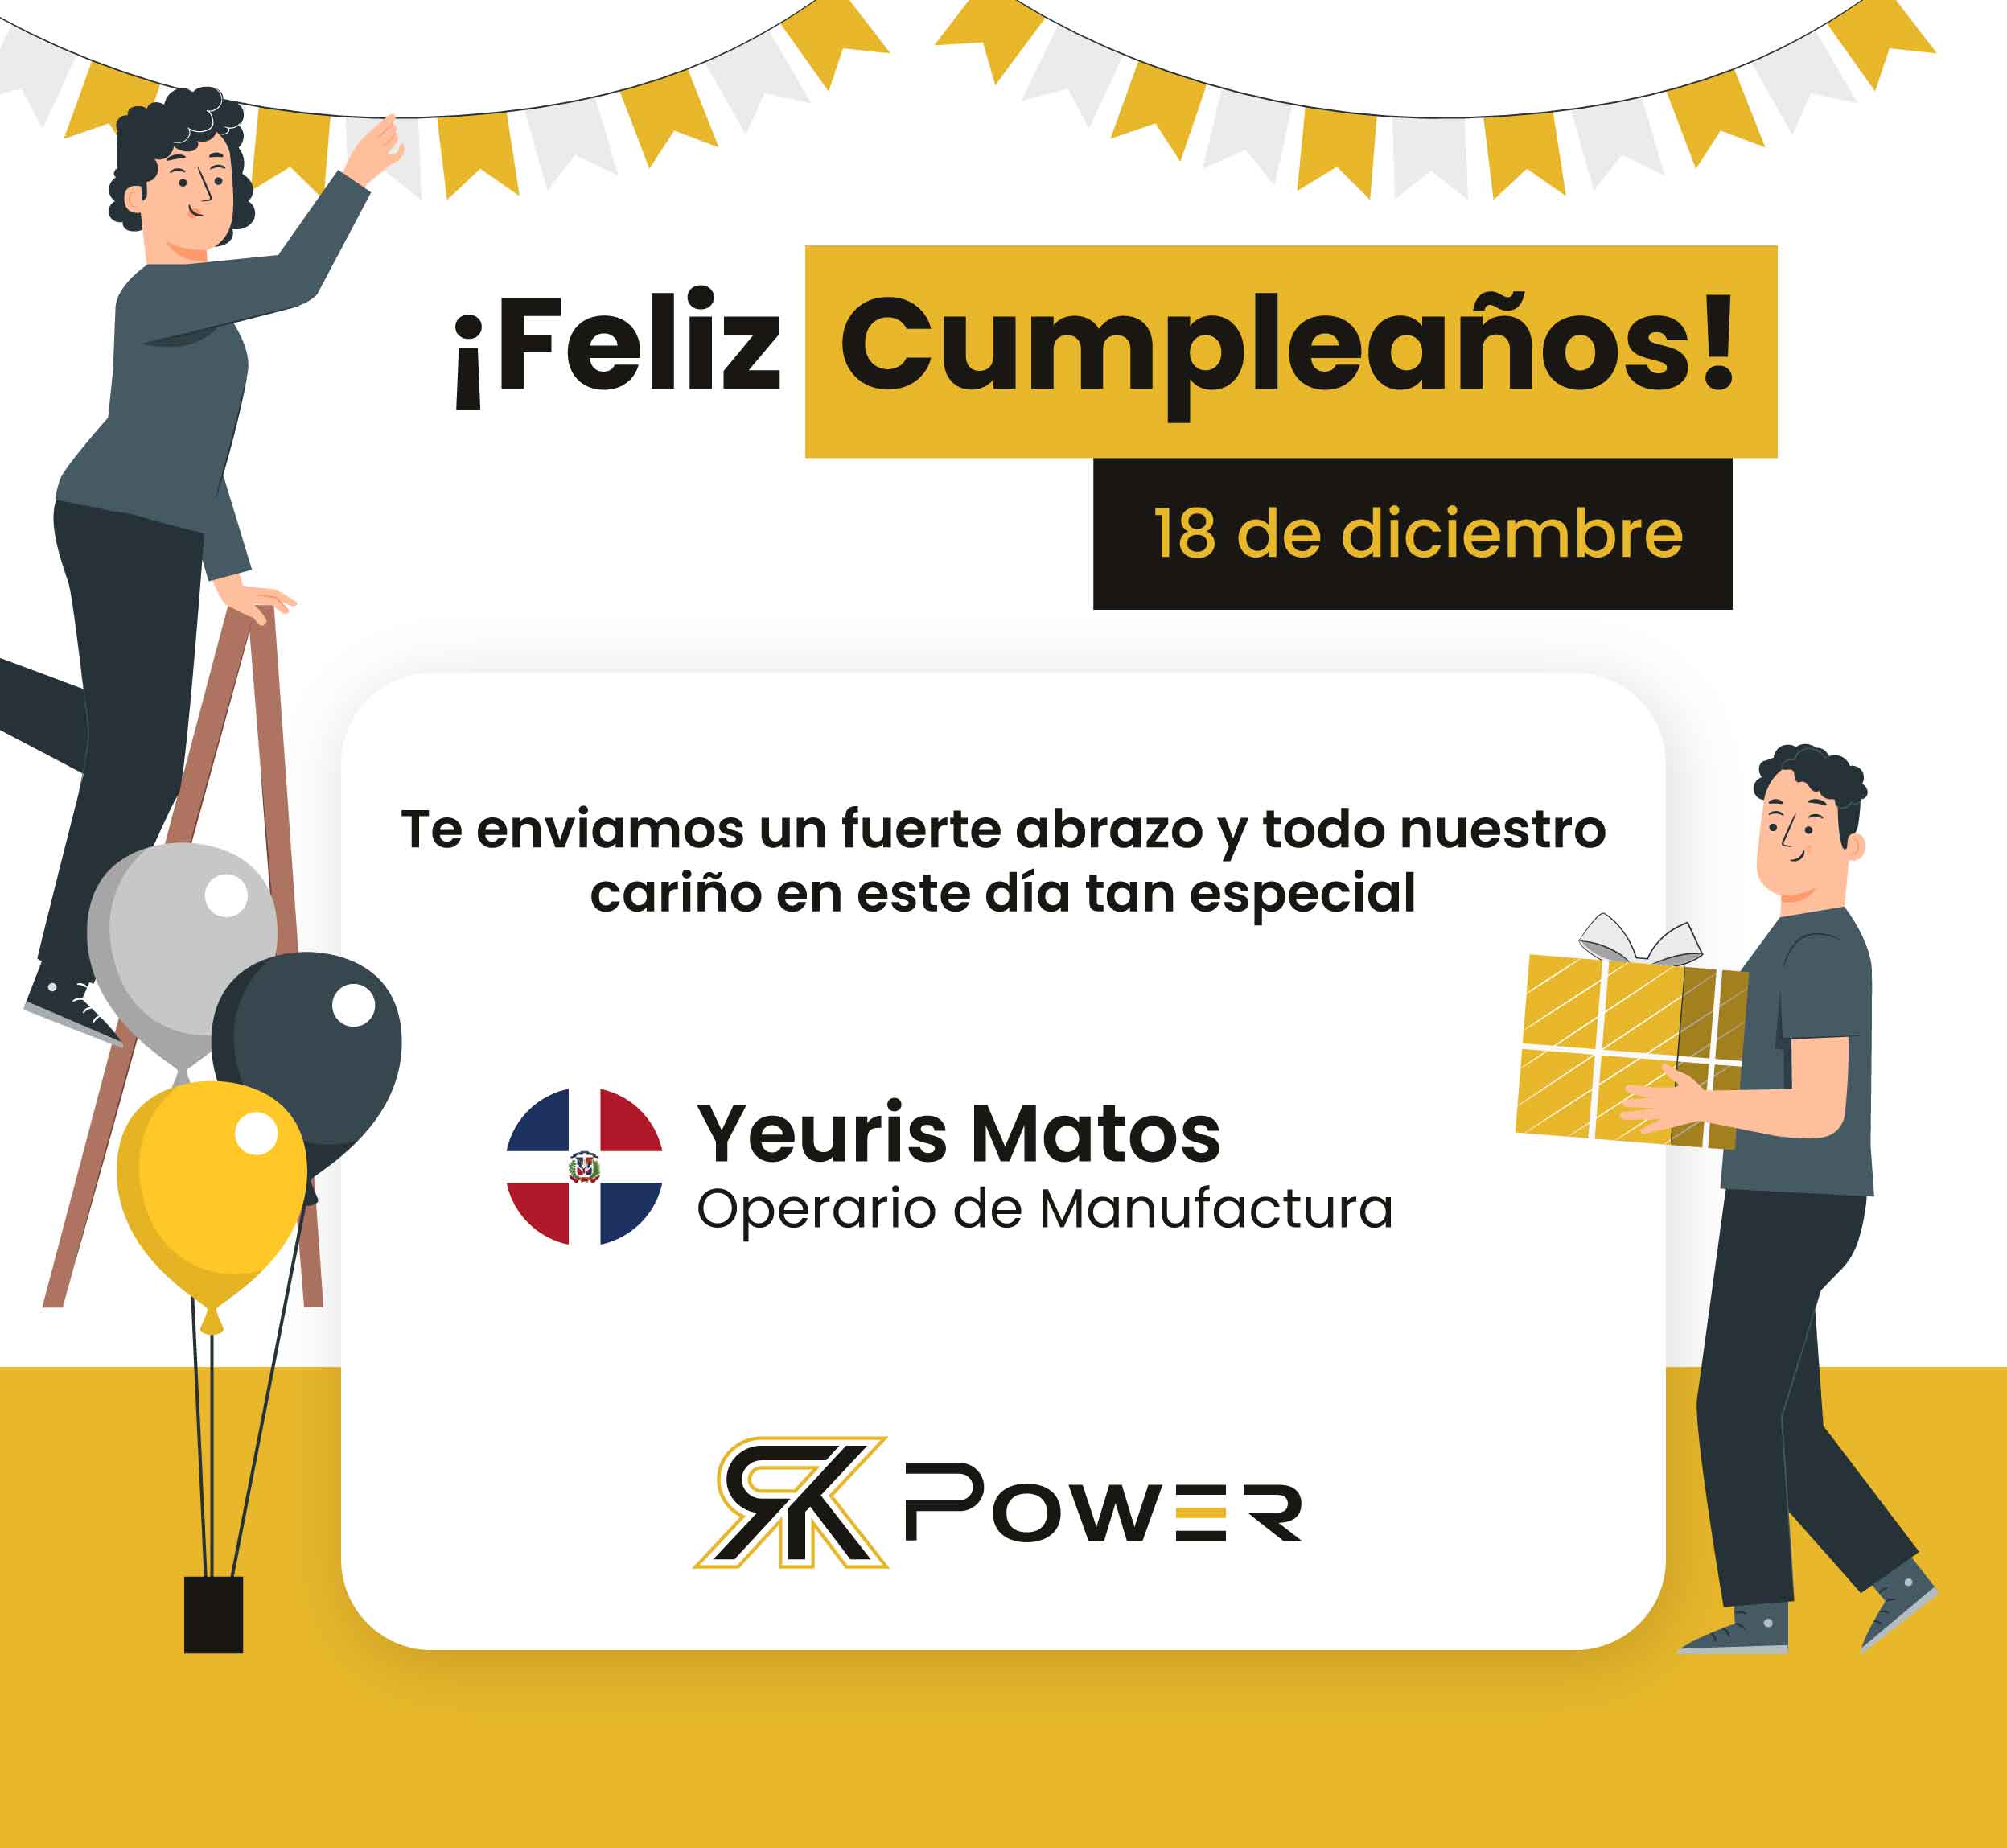 ¡Feliz Cumpleaños!
18 de diciembre
Te enviamos un fuerte abrazo y todo nuestro
cariño en este día tan especial
Yeuris Matos
Operario de Manufactura
RK Power